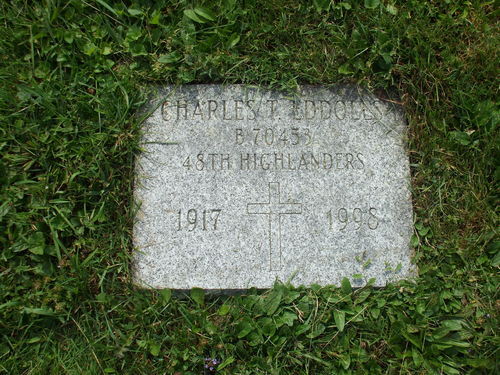 CHARLES T. EDDOLLS
B 70453
48TH HIGHLANDERS
1917 1998